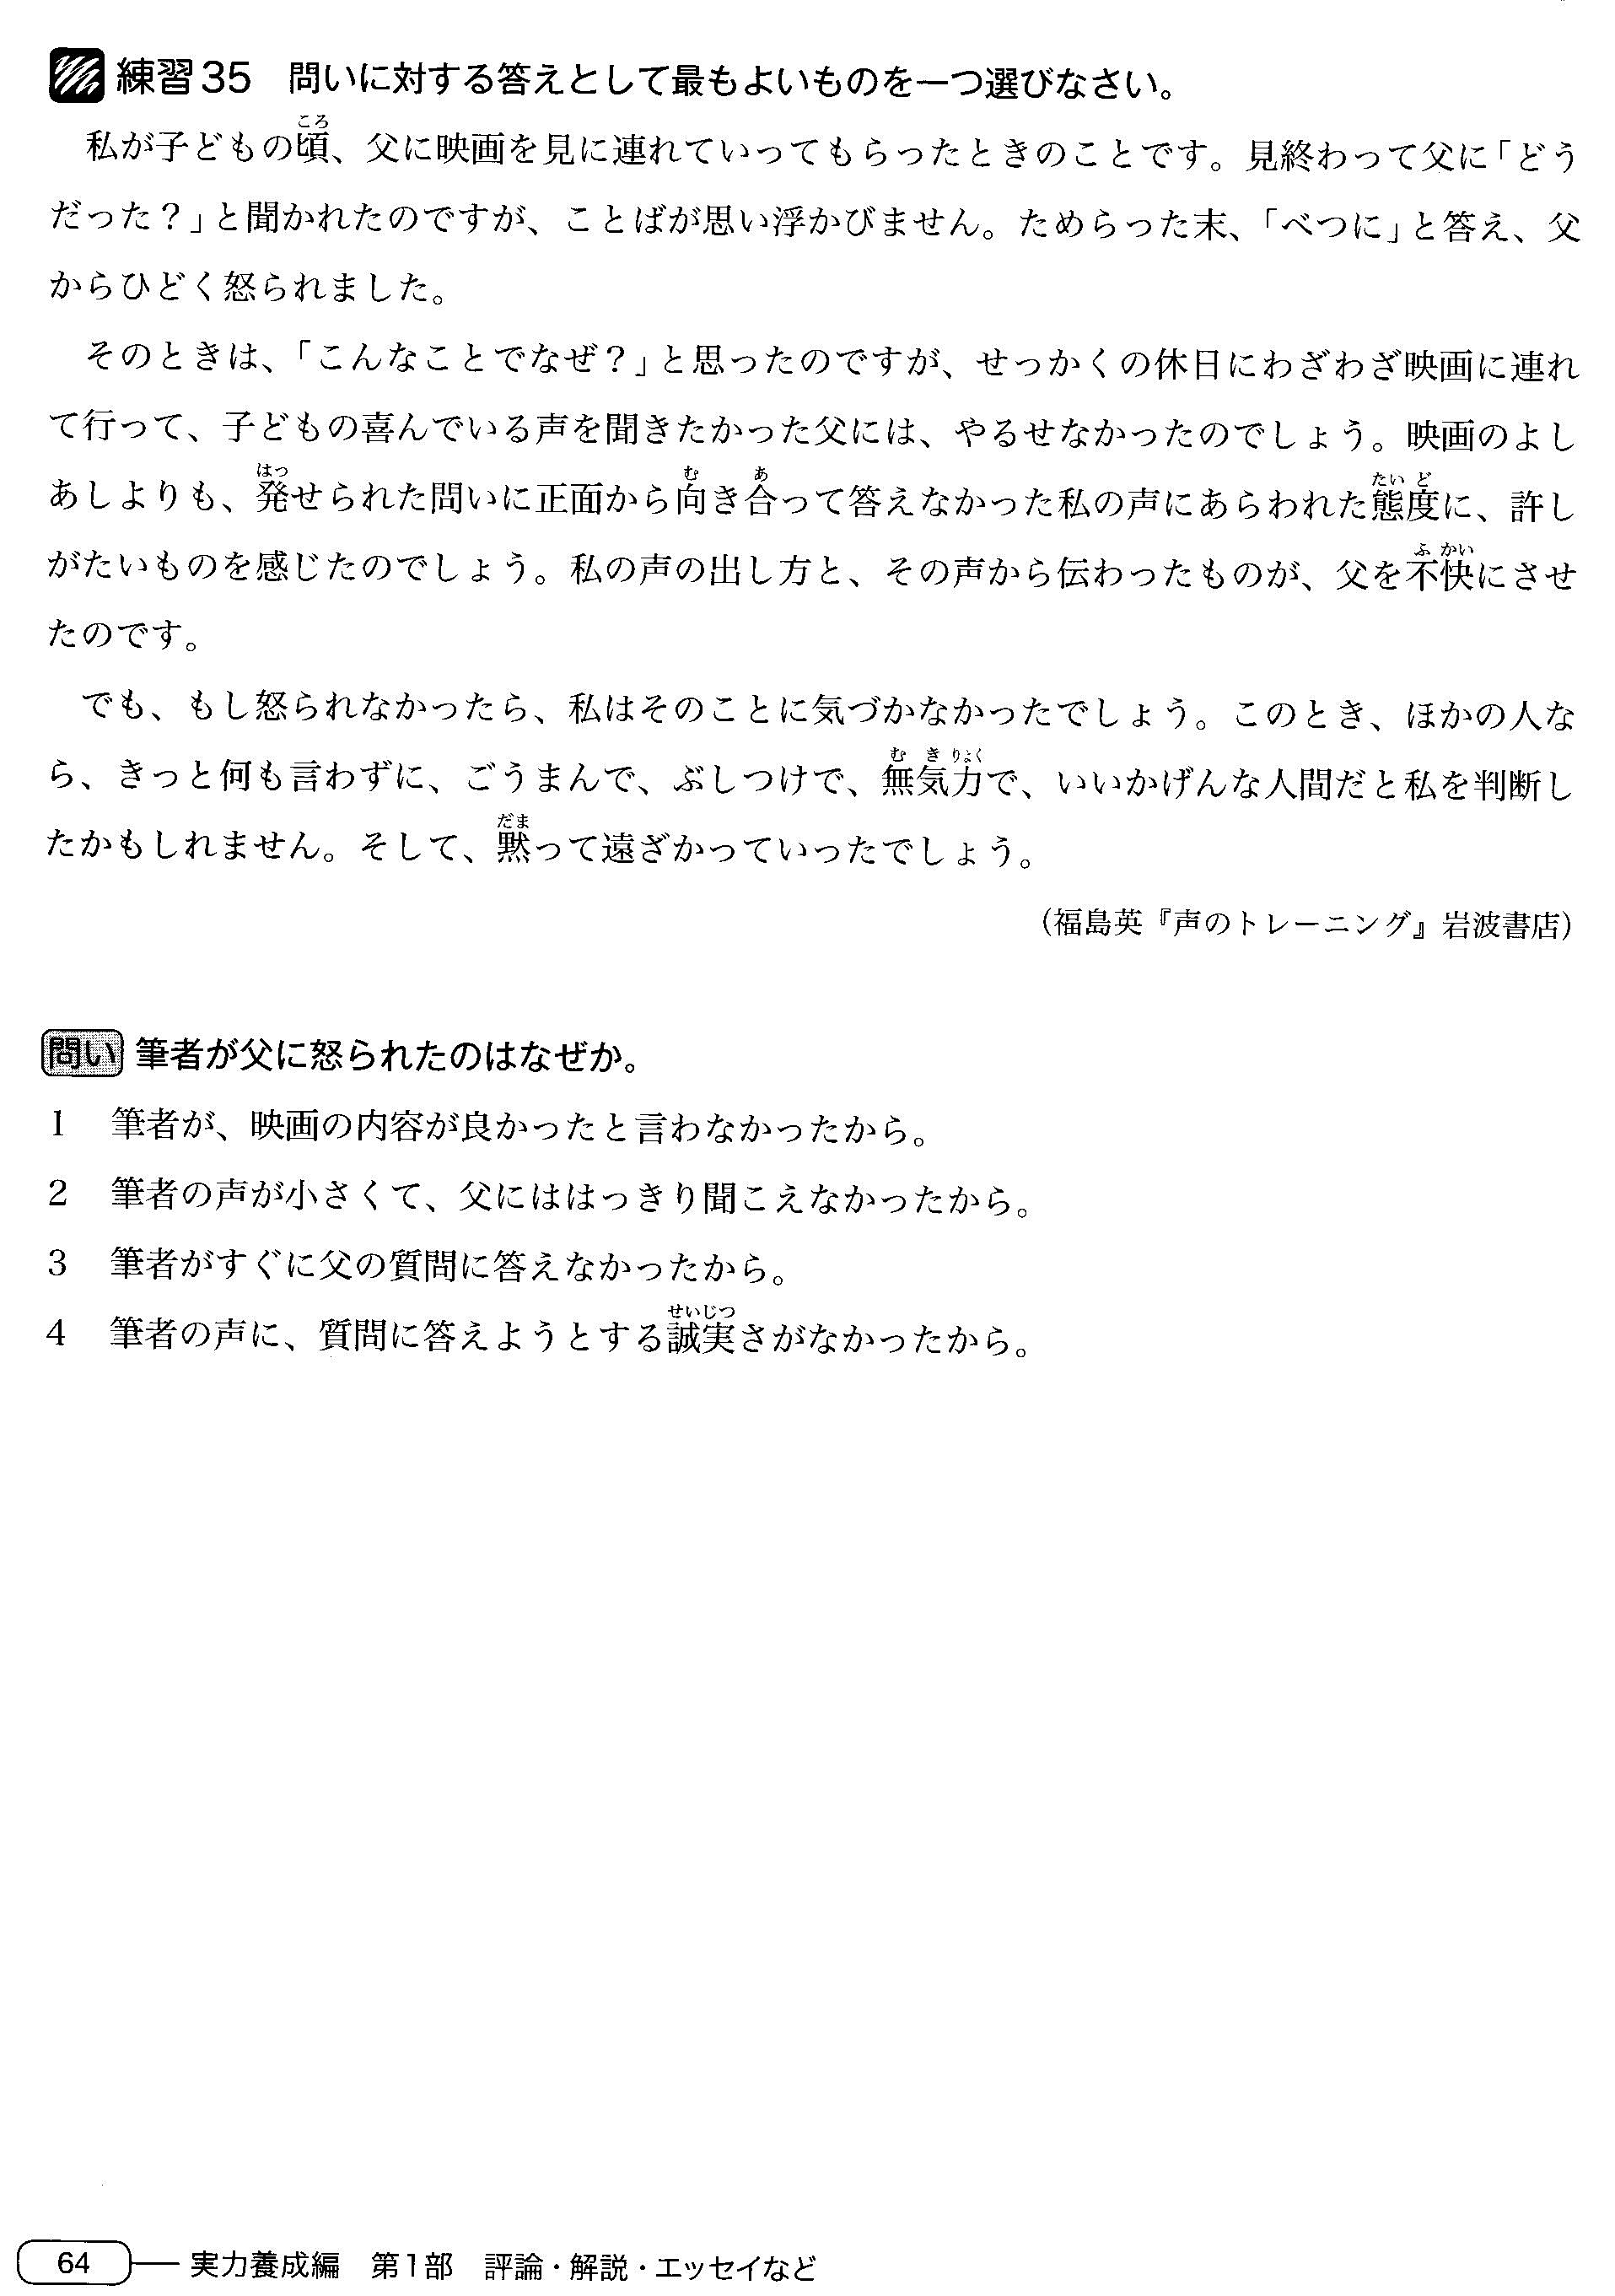 練習35 問いに対する答えとして最もよいものを一つ選びなさい。
私が子どもの頃、父に映画を見に連れていってもらったときのことです。見終わって父に「どう
だった？」と聞かれたのですが、ことばが思い浮かびません。ためらった末、「べつに」と答え、父
からひどく怒られました。
そのときは、「こんなことでなぜ？」と思ったのですが、せっかくの休日にわざわざ映画に連れ
て行って、子どもの喜んでいる声を聞きたかった父には、やるせなかったのでしょう。映画のよし
あしよりも、発せられた問いに正面から向き合って答えなかった私の声にあらわれた態度に、許し
がたいものを感じたのでしょう。私の声の出し方と、その声から伝わったものが、父を不快にさせ
たのです。
でも、もし怒られなかったら、私はそのことに気づかなかったでしょう。このとき、ほかの人な
ら、きっと何も言わずに、ごうまんで、ぶしつけで、無気力で、いいかげんな人間だと私を判断し
たかもしれません。そして、黙って遠ざかっていったでしょう。
（福島英『声のトレーニング』岩波書店）
問い 筆者が父に怒られたのはなぜか。
1 筆者が、映画の内容が良かったと言わなかったから。
2 筆者の声が小さくて、父にははっきり聞こえなかったから。
3 筆者がすぐに父の質問に答えなかったから。
4 筆者の声に、質問に答えようとする誠実さがなかったから。
64 実力養成編 第1部 評論・解説・エッセイなど